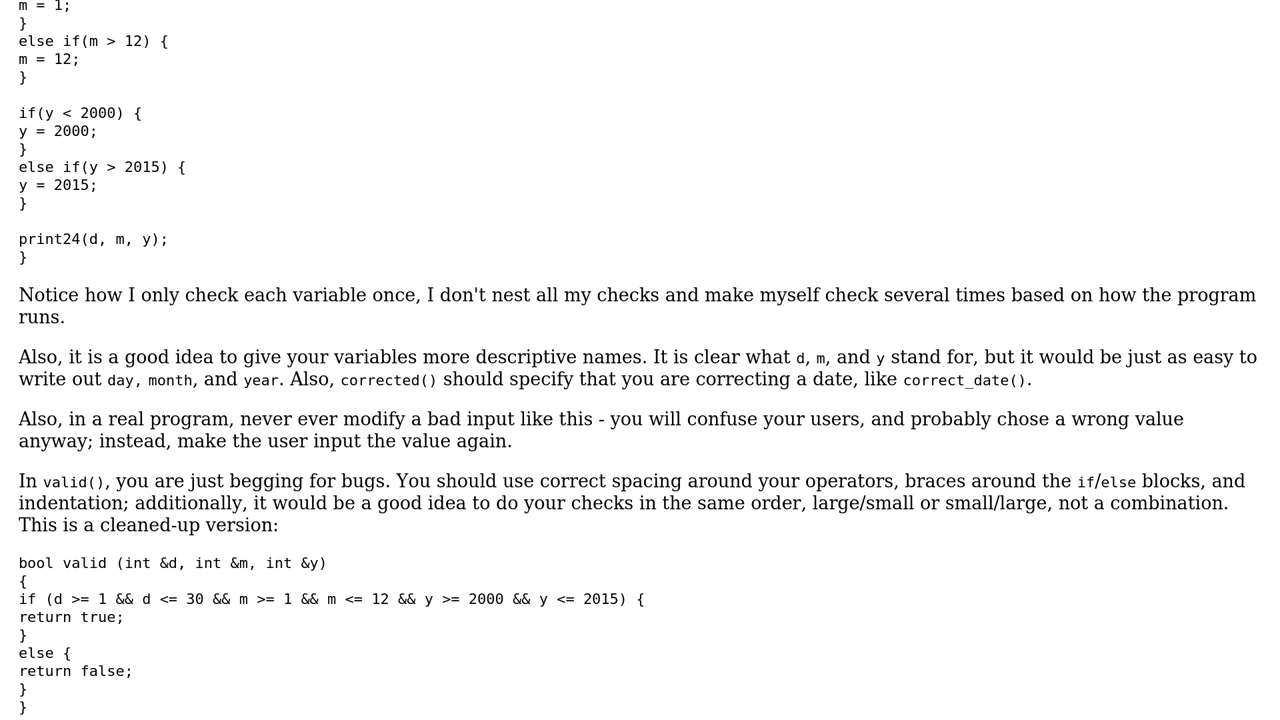 m = 1;
}
else if(m > 12) {
m = 12;
}
if(y < 2000) {
y = 2000;
}
else if(y > 2015) {
y = 2015;
}
print24(d, m, y);
}
Notice how I only check each variable once, I don't nest all my checks and make myself check several times based on how the program
runs.
Also, it is a good idea to give your variables more descriptive names. It is clear what d, m, and y stand for, but it would be just as easy to
write out day, month, and year. Also, corrected() should specify that you are correcting a date, like correct_date().
Also, in a real program, never ever modify a bad input like this - you will confuse your users, and probably chose a wrong value
anyway; instead, make the user input the value again.
In valid(), you are just begging for bugs. You should use correct spacing around your operators, braces around the if/else blocks, and
indentation; additionally, it would be a good idea to do your checks in the same order, large/small or small/large, not a combination.
This is a cleaned-up version:
bool valid (int &d, int &m, int &y)
{
if (d >= 1 && d <= 30 && m >= 1 && m <= 12 && y >= 2000 && y <= 2015) {
return true;
}
else {
return false;
}
}